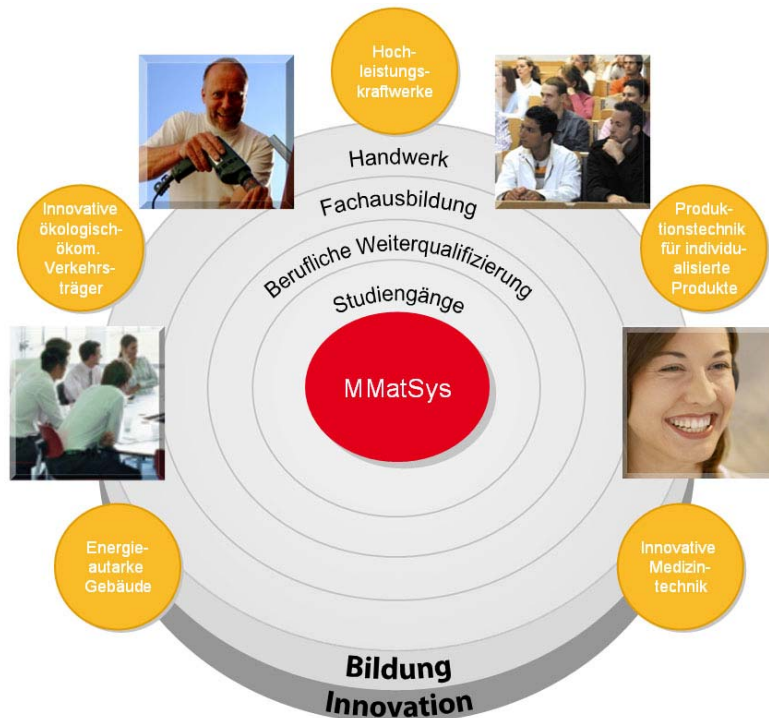 Hoch-
leistungs-
kraftwerke
Handwerk
Fachausbildung
Berufliche Weiterqualifizierung
Studiengänge
MMatSys
Innovative
ökologisch-
ökom.
Verkehrs-
träger
Produk-
tionstechnik
für individu-
alisierte
Produkte
Energie-
autarke
Gebäude
Innovative
Medizin-
technik
Bildung
Innovation